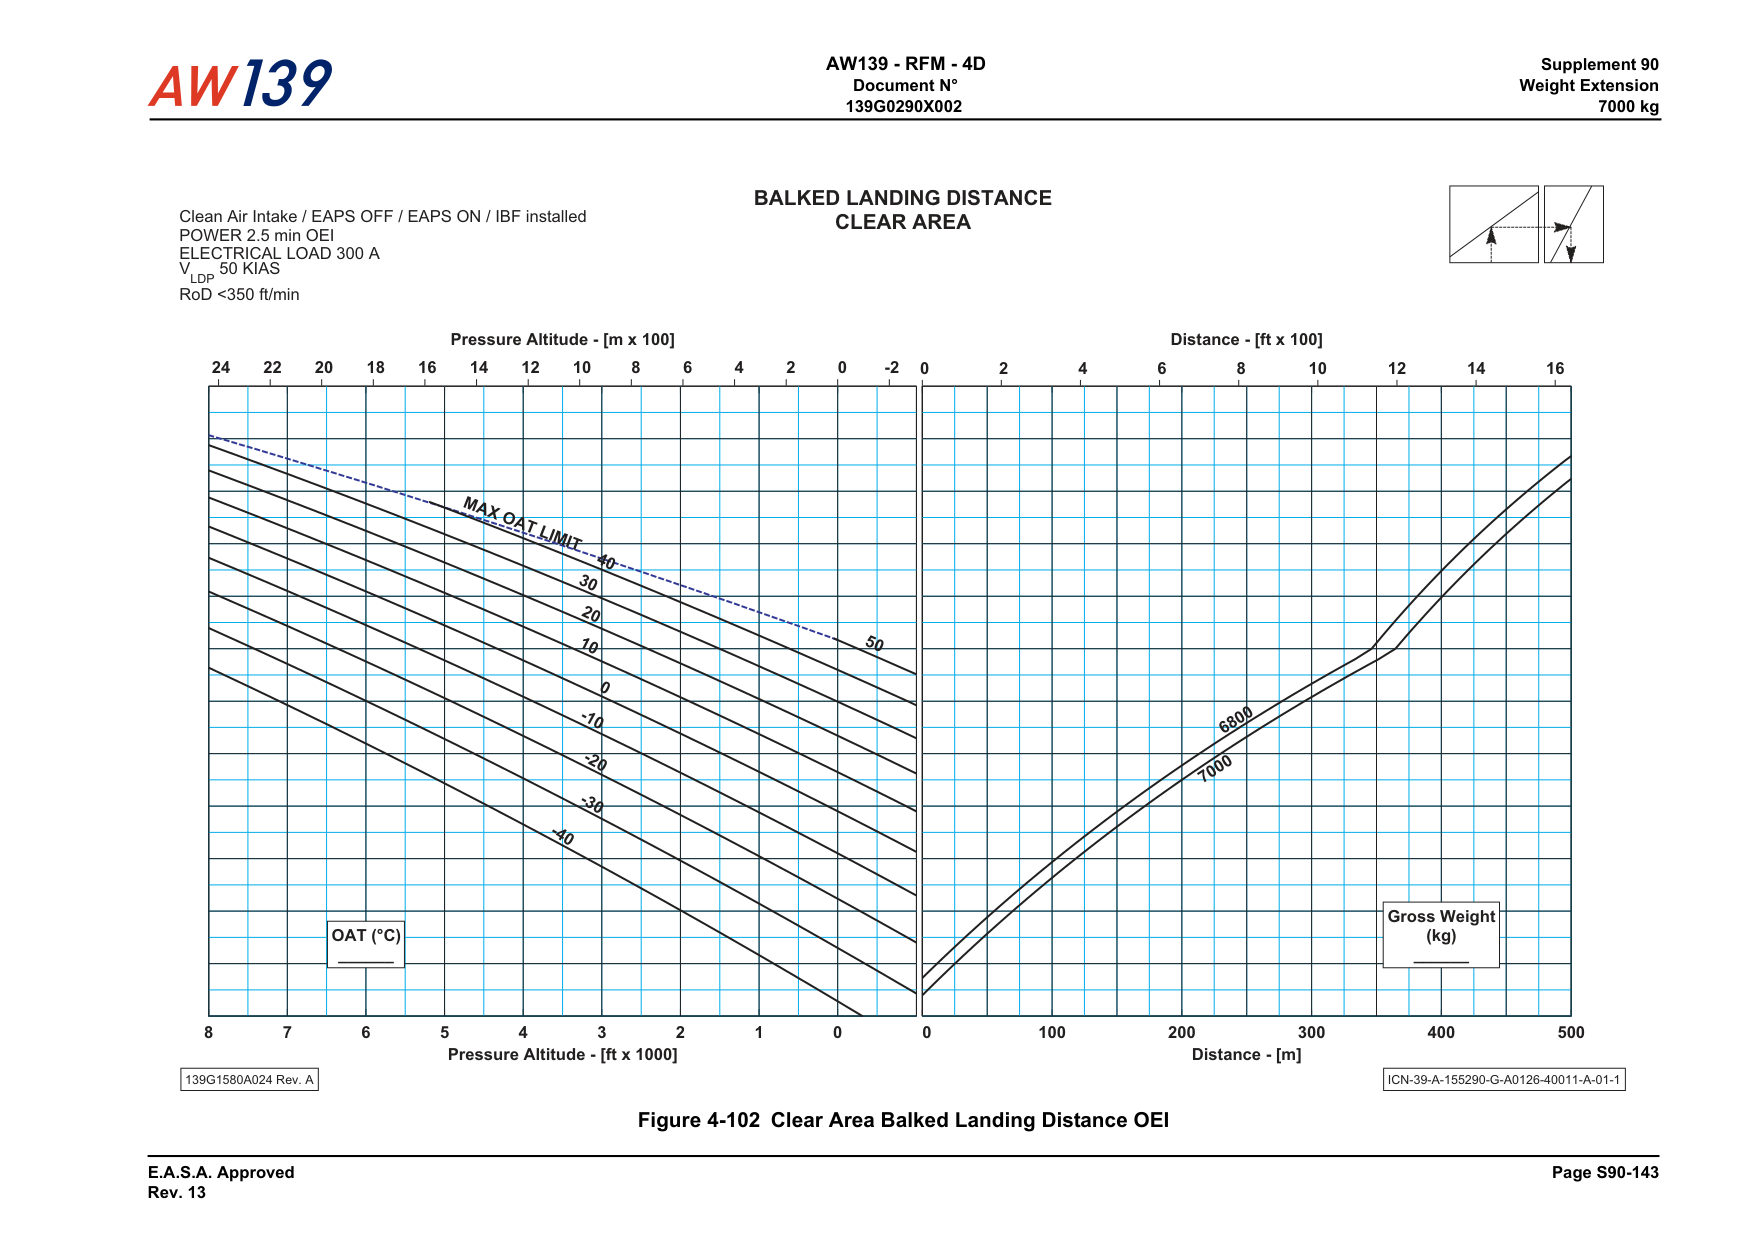 AW139
AW139 - RFM - 4D
Document N°
139G0290X002
Supplement 90
Weight Extension
7000 kg
BALKED LANDING DISTANCE
CLEAR AREA
Clean Air Intake / EAPS OFF / EAPS ON / IBF installed
POWER 2.5 min OEI
ELECTRICAL LOAD 300 A
VLDP 50 KIAS
RoD <350 ft/min
Pressure Altitude - [m x 100]
Distance - [ft x 100]
24 22 20 18 16 14 12 10 8 6 4 2 0 -2
0 2 4 6 8 10 12 14 16
MAX OAT LIMIT
40
30
20
10
0
-10
-20
-30
-40
50
6800
7000
OAT (°C)
Gross Weight
(kg)
8 7 6 5 4 3 2 1 0
0 100 200 300 400 500
Pressure Altitude - [ft x 1000]
Distance - [m]
139G1580A024 Rev. A
ICN-39-A-155290-G-A0126-40011-A-01-1
Figure 4-102 Clear Area Balked Landing Distance OEI
E.A.S.A. Approved
Rev. 13
Page S90-143